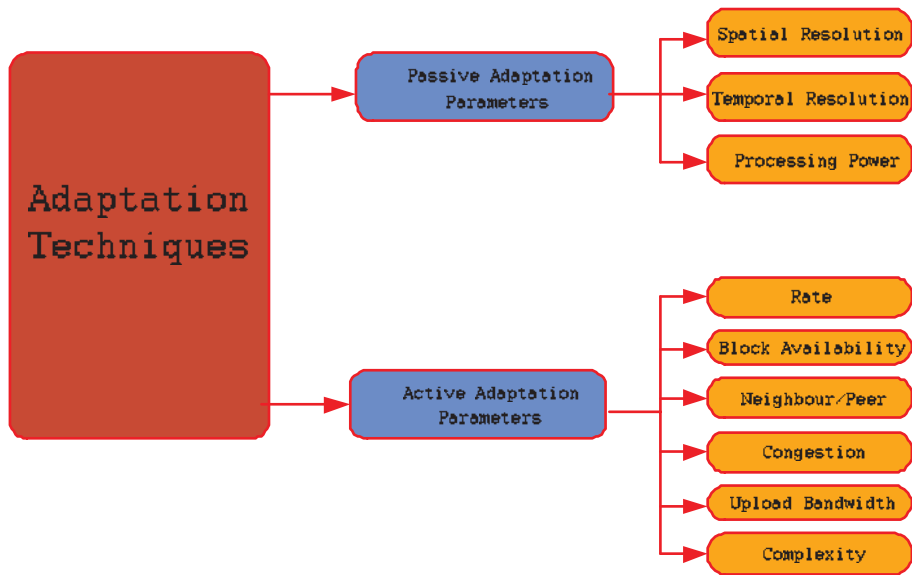 Adaptation
Techniques
Passive Adaptation
Parameters
Spatial Resolution
Temporal Resolution
Processing Power
Active Adaptation
Parameters
Rate
Block Availability
Neighbour/Peer
Congestion
Upload Bandwidth
Complexity